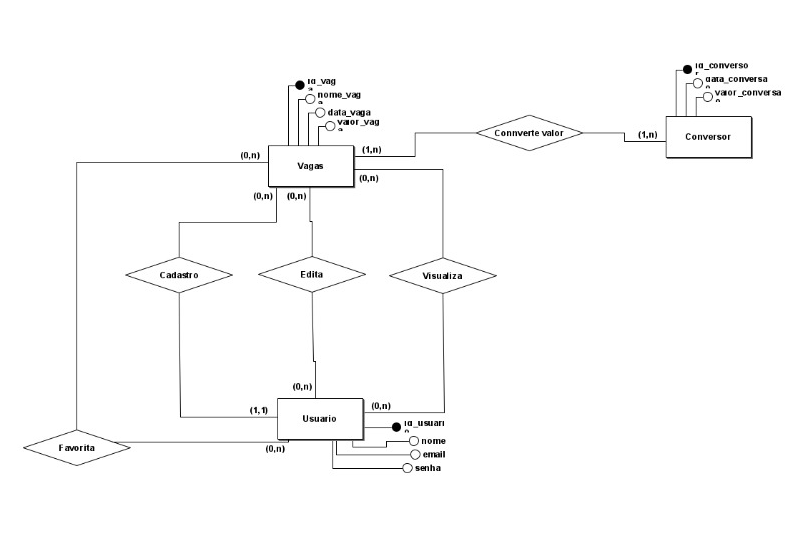 id_vag
a
nome_vag
a
data_vaga
valor_vag
a
Vagas
(0,n)
(1,n)
(0,n)
(0,n)
(0,n)
Connverte valor
(1,n)
id_converso
r
data_conversa
o
valor_conversa
o
Conversor
Cadastro
Edita
Visualiza
(0,n)
(1,1)
(0,n)
Usuario
id_usuari
o
nome
email
senha
Favorita
(0,n)